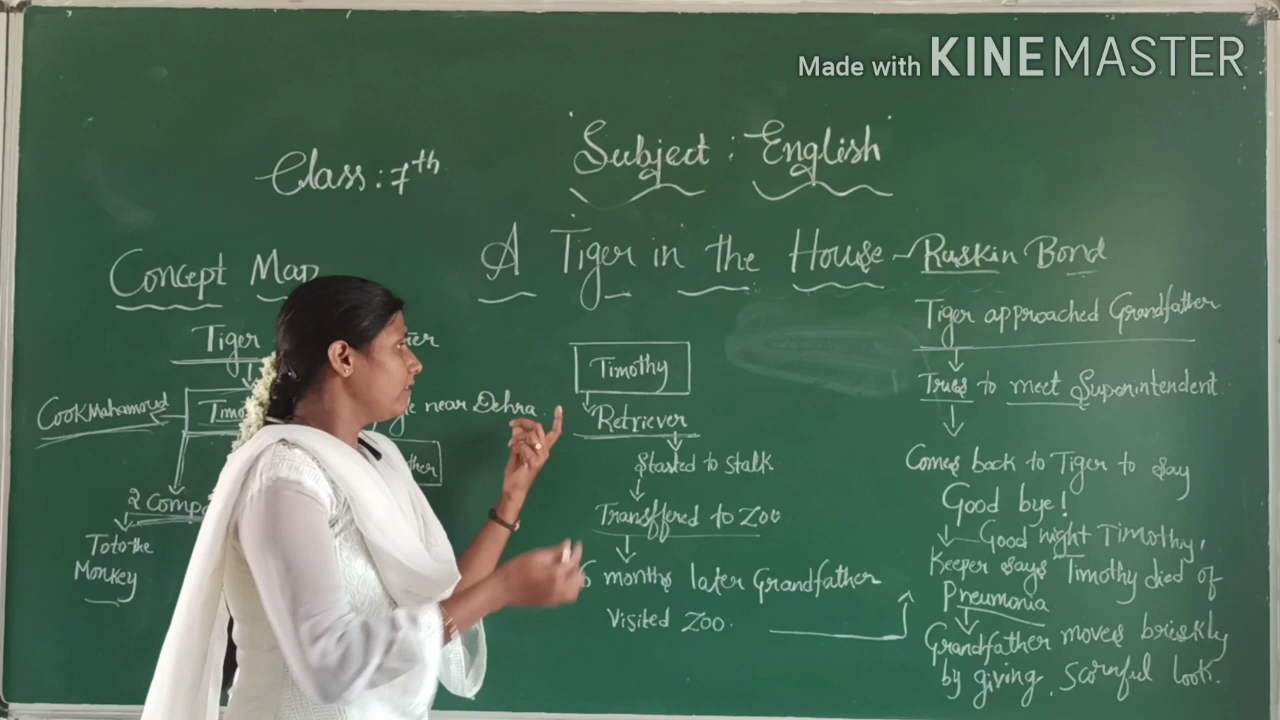 Made with KINEMASTER
Class: 7th
Subject: English
A Tiger in the House - Ruskin Bond
Concept Map
Tiger
Cook Mahamoud
near Dehra
2
Toto the
Monkey
Timothy
Retriever
Started to Stalk
Transffered to Zoo
months later Grandfather
Visited Zoo.
Tiger approached Grandfather
Tries to meet Superintendent
Comes back to Tiger to say
Good bye!
Good night Timothy,
Keeper says Timothy died of
Pneumonia
Grandfather moves briskly
by giving scornful look.